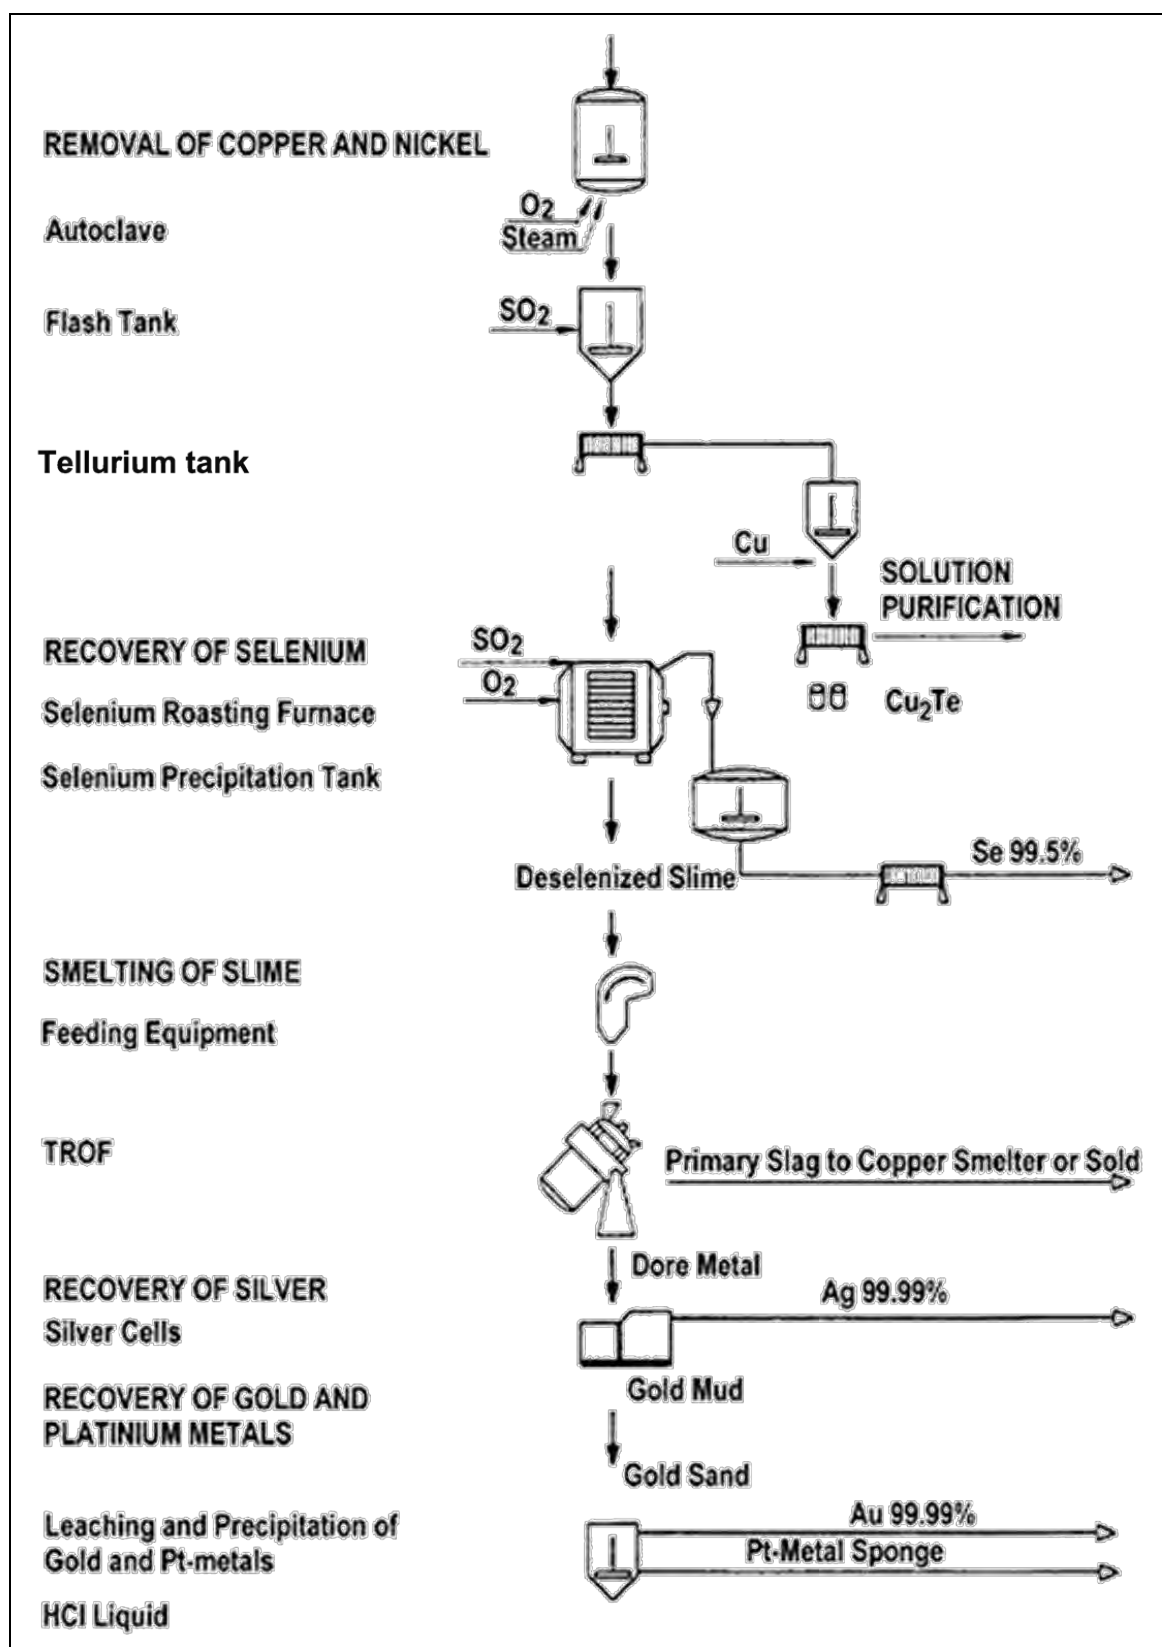 REMOVAL OF COPPER AND NICKEL
O2
Autoclave
Steam
Flash Tank
SO2
Tellurium tank
Cu
SOLUTION
PURIFICATION
RECOVERY OF SELENIUM
SO2
O2
Cu2Te
Selenium Roasting Furnace
Selenium Precipitation Tank
Se 99.5%
Deselenized Slime
SMELTING OF SLIME
Feeding Equipment
TROF
Primary Slag to Copper Smelter or Sold
Dore Metal
RECOVERY OF SILVER
Ag 99.99%
Silver Cells
Gold Mud
RECOVERY OF GOLD AND
PLATINIUM METALS
Gold Sand
Leaching and Precipitation of
Gold and Pt-metals
Au 99.99%
Pt-Metal Sponge
HCl Liquid